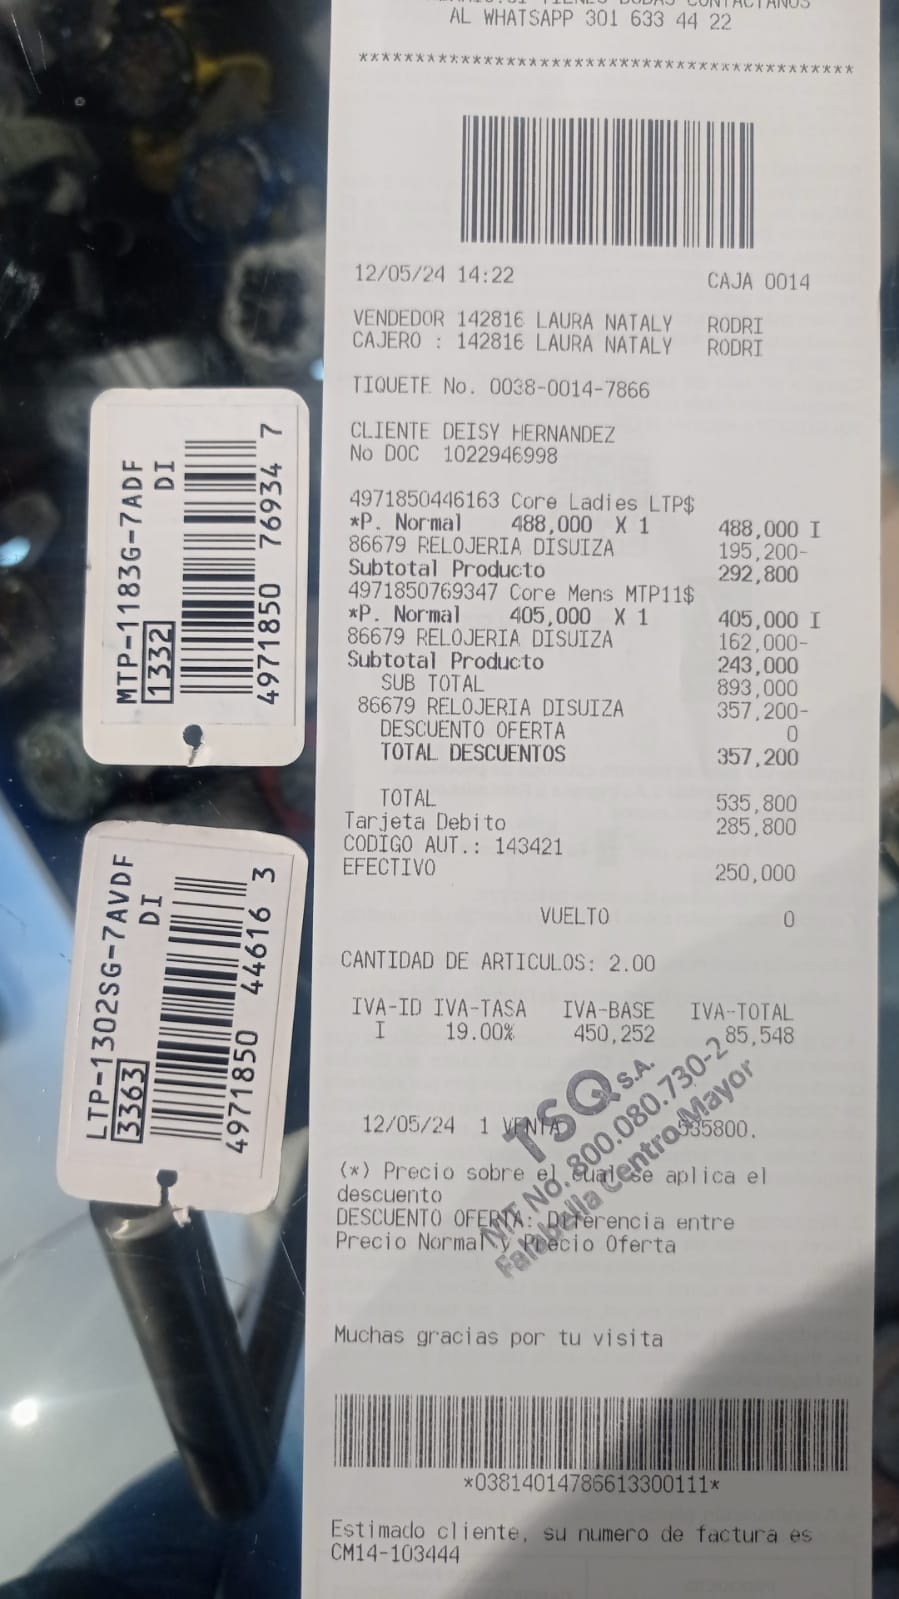 AL WHATSAPP 301 633 44 22
********************************************
12/05/24 14:22 CAJA 0014
VENDEDOR 142816 LAURA NATALY RODRI
CAJERO : 142816 LAURA NATALY RODRI
TIQUETE No. 0038-0014-7866
CLIENTE DEISY HERNANDEZ
No DOC 1022946998
4971850446163 Core Ladies LTP$
*P. Normal 488,000 X 1 488,000 I
86679 RELOJERIA DISUIZA 195,200-
Subtotal Producto 292,800
4971850769347 Core Mens MTP11$
*P. Normal 405,000 X 1 405,000 I
86679 RELOJERIA DISUIZA 162,000-
Subtotal Producto 243,000
SUB TOTAL 893,000
86679 RELOJERIA DISUIZA 357,200-
DESCUENTO OFERTA 0
TOTAL DESCUENTOS 357,200
TOTAL 535,800
Tarjeta Debito 285,800
CODIGO AUT.: 143421
EFECTIVO 250,000
VUELTO 0
CANTIDAD DE ARTICULOS: 2.00
IVA-ID IVA-TASA IVA-BASE IVA-TOTAL
I 19.00% 450,252 85,548
12/05/24 1 VENTA 535800.
(*) Precio sobre el cual se aplica el
descuento
DESCUENTO OFERTA: Diferencia entre
Precio Normal y Precio Oferta
TSQ S.A.
NIT No. 800.080.730-2
Falabella Centro Mayor
Muchas gracias por tu visita
*03814014786613300111*
Estimado cliente, su numero de factura es
CM14-103444
MTP-1183G-7ADF
DI
1332
4971850 76934 7
LTP-1302SG-7AVDF
DI
3363
4971850 44616 3